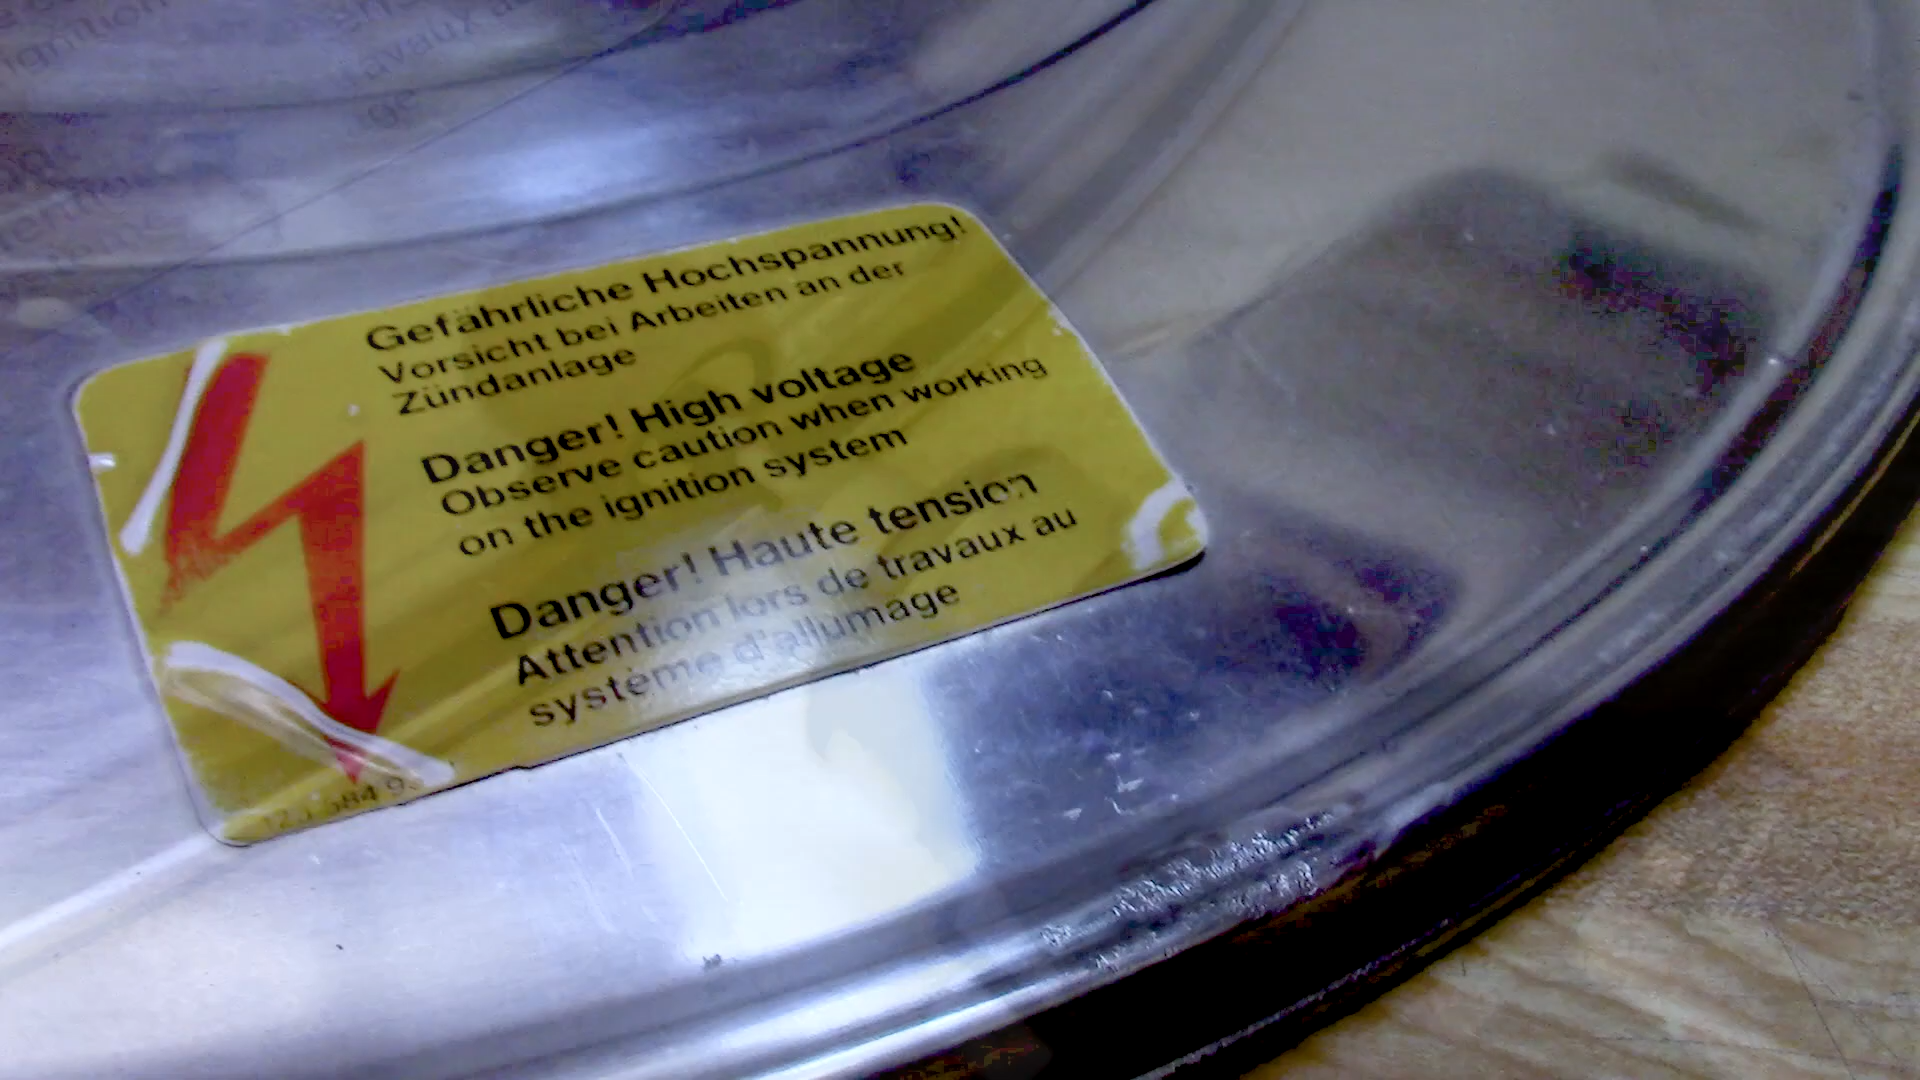 Gefährliche Hochspannung!
Vorsicht bei Arbeiten an der
Zündanlage
Danger! High voltage
Observe caution when working
on the ignition system
Danger! Haute tension
Attention lors de travaux au
système d'allumage